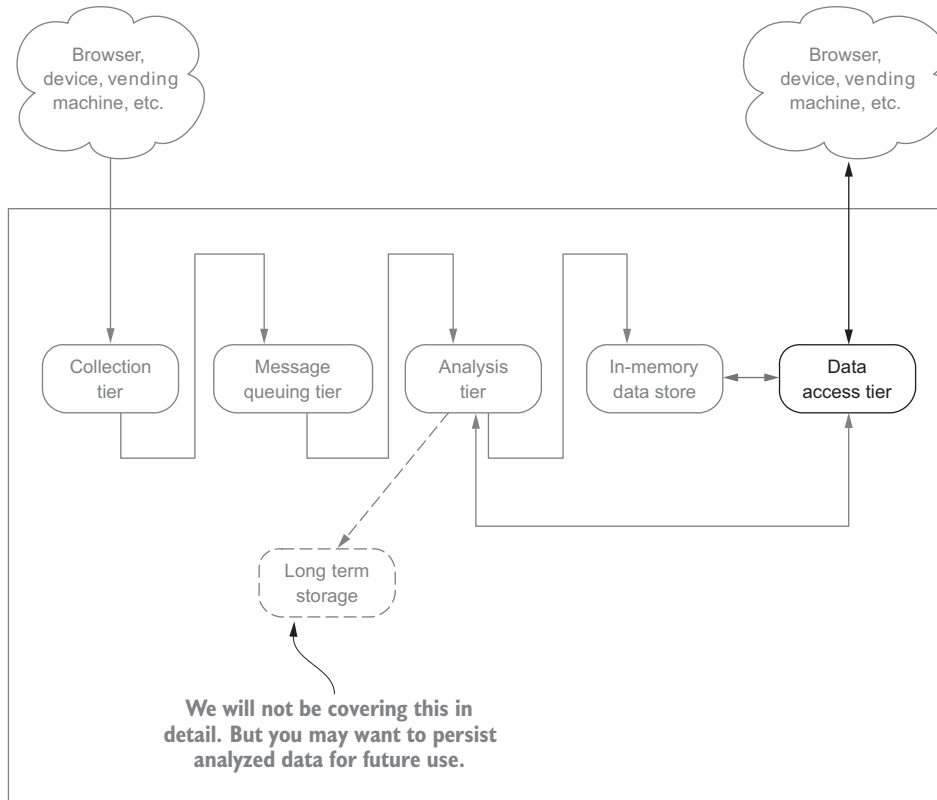 Browser,
device, vending
machine, etc.
Browser,
device, vending
machine, etc.
Collection
tier
Message
queuing tier
Analysis
tier
In-memory
data store
Data
access tier
Long term
storage
We will not be covering this in
detail. But you may want to persist
analyzed data for future use.